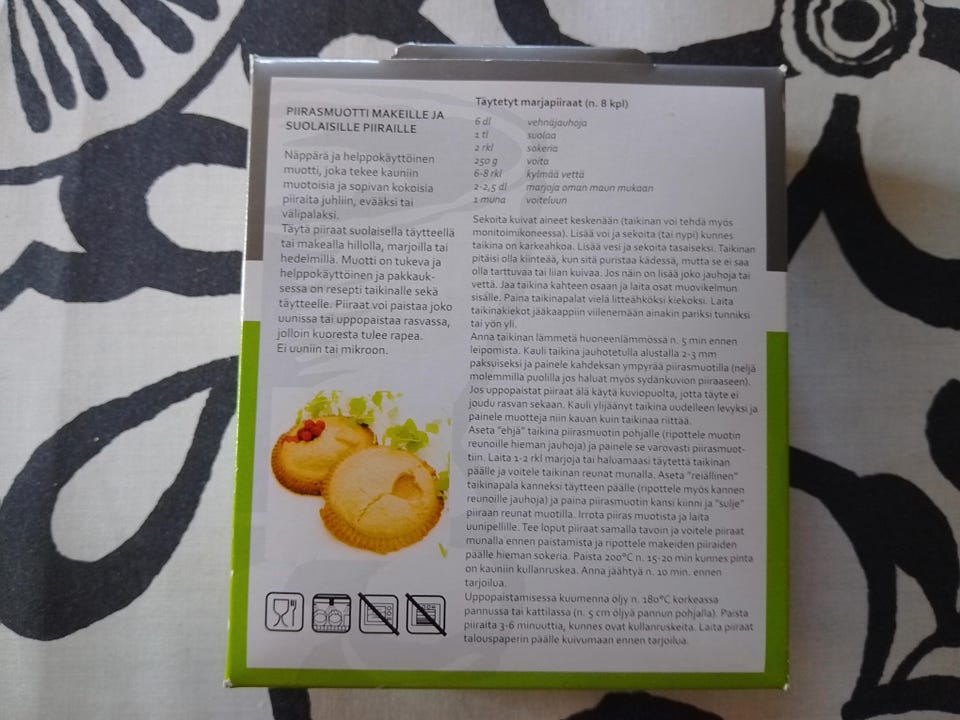 PIIRASMUOTTI MAKEILLE JA
SUOLAISILLE PIIRAILLE
Näppärä ja helppokäyttöinen
muotti, joka tekee kauniin
muotoisia ja sopivan kokoisia
piiraita juhliin, evääksi tai
välipalaksi.
Täytä piiraat suolaisella täytteellä
tai makealla hillolla, marjoilla tai
hedelmillä. Muotti on tukeva ja
helppokäyttöinen ja pakkauk-
sessa on resepti taikinalle sekä
täytteelle. Piiraat voi paistaa joko
uunissa tai uppopaistaa rasvassa,
jolloin kuoresta tulee rapea.
Ei uuniin tai mikroon.
Täytetyt marjapiiraat (n. 8 kpl)
6 dl vehnäjauhoja
1 tl suolaa
2 rkl sokeria
250 g voita
6-8 rkl kylmää vettä
2-2,5 dl marjoja oman maun mukaan
1 muna voiteluun
Sekoita kuivat aineet keskenään (taikinan voi tehdä myös
monitoimikoneessa). Lisää voi ja sekoita (tai nypi) kunnes
taikina on karkeahkoa. Lisää vesi ja sekoita tasaiseksi. Taikinan
pitäisi olla kiinteää, kun sitä puristaa kädessä, mutta se ei saa
olla tarttuvaa tai liian kuivaa. Jos näin on lisää joko jauhoja tai
vettä. Jaa taikina kahteen osaan ja laita osat muovikelmun
sisälle. Paina taikinapalat vielä litteähköksi kiekoksi. Laita
taikinakiekot jääkaappiin viilenemään ainakin pariksi tunniksi
tai yön yli.
Anna taikinan lämmetä huoneenlämmössä n. 5 min ennen
leipomista. Kauli taikina jauhotetulla alustalla 2-3 mm
paksuiseksi ja painele kahdeksan ympyrää piirasmuotilla (neljä
molemmilla puolilla jos haluat myös sydänkuvion piiraaseen).
Jos uppopaistat piiraat älä käytä kuviopuolta, jotta täyte ei
joudu rasvan sekaan. Kauli ylijäänyt taikina uudelleen levyksi ja
painele muotteja niin kauan kuin taikinaa riittää.
Aseta "ehjä" taikina piirasmuotin pohjalle (ripottele muotin
reunoille hieman jauhoja) ja painele se varovasti piirasmuot-
tiin. Laita 1-2 rkl marjoja tai haluamaasi täytettä taikinan
päälle ja voitele taikinan reunat munalla. Aseta "reiällinen"
taikinapala kanneksi täytteen päälle (ripottele myös kannen
reunoille jauhoja) ja paina piirasmuotin kansi kiinni ja "sulje"
piiraan reunat muotilla. Irrota piiras muotista ja laita
uunipellille. Tee loput piiraat samalla tavoin ja voitele piiraat
munalla ennen paistamista ja ripottele makeiden piiraiden
päälle hieman sokeria. Paista 200°C n. 15-20 min kunnes pinta
on kauniin kullanruskea. Anna jäähtyä n. 10 min. ennen
tarjoilua.
Uppopaistamisessa kuumenna öljy n. 180°C korkeassa
pannussa tai kattilassa (n. 5 cm öljyä pannun pohjalla). Paista
piiraita 3-6 minuuttia, kunnes ovat kullanruskeita. Laita piiraat
talouspaperin päälle kuivumaan ennen tarjoilua.